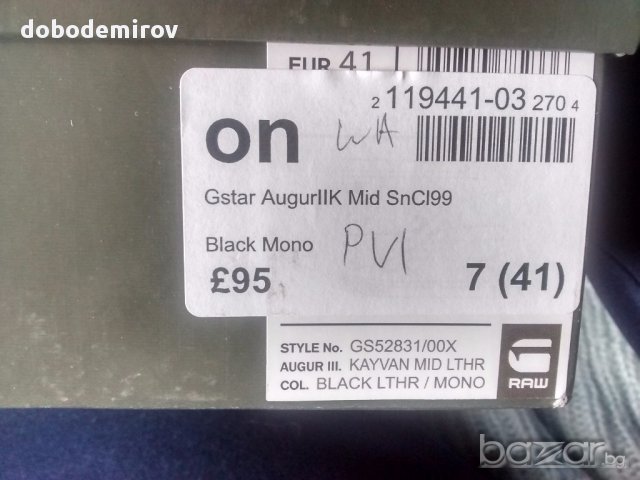 dobodemirov
EUR 41
2 119441-03 270 4
on
WA
Gstar AugurIIK Mid SnCl99
Black Mono
PV1
£95
7 (41)
STYLE No. GS52831/00X
AUGUR III. KAYVAN MID LTHR
COL. BLACK LTHR / MONO
RAW
bazar.bg